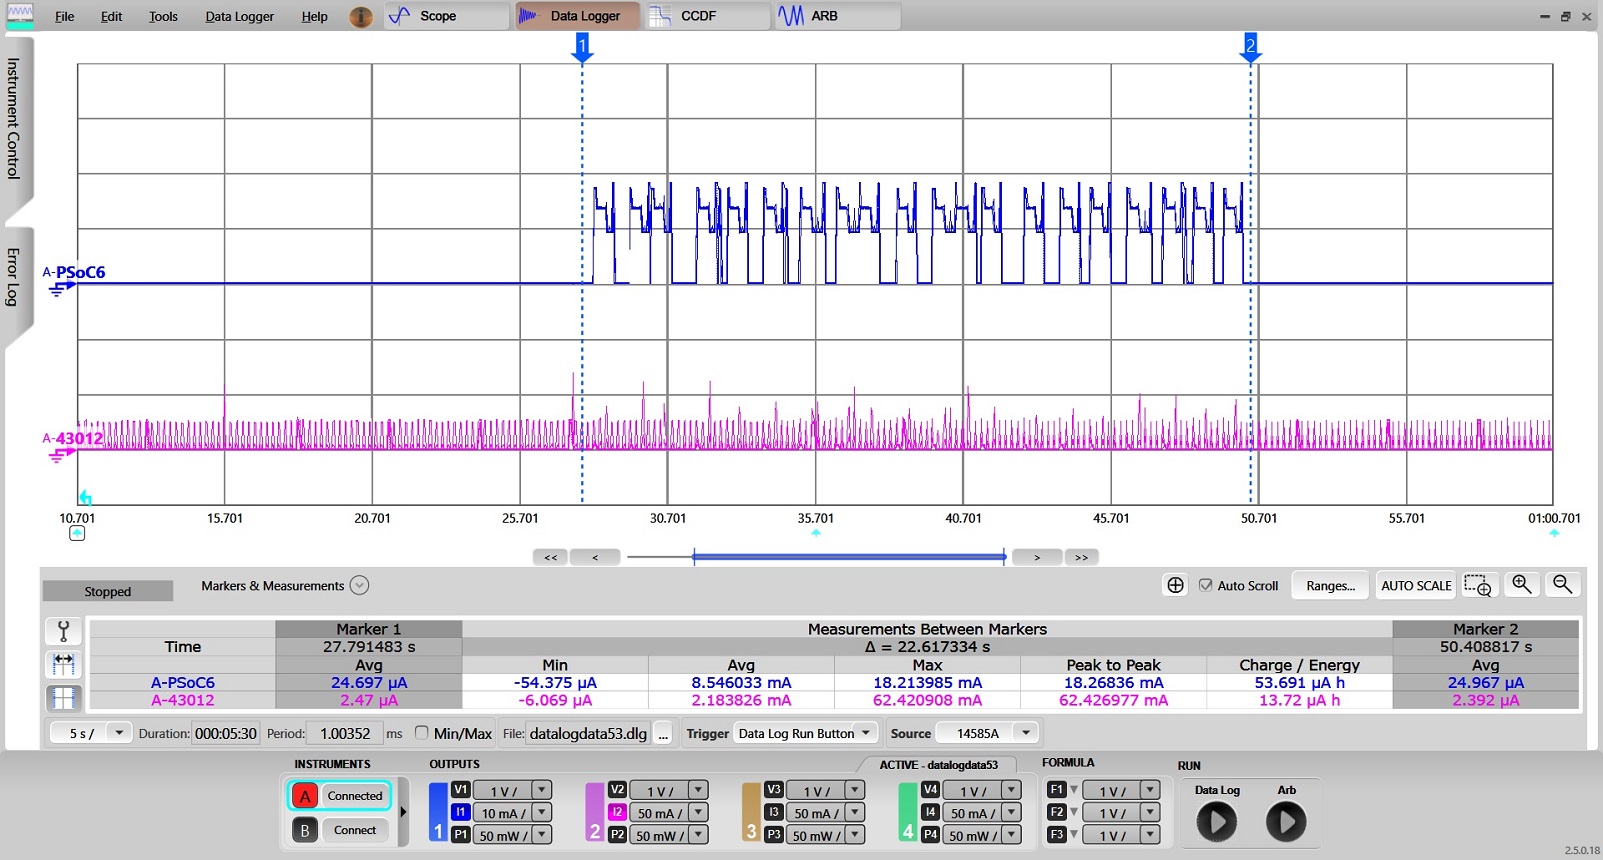 File Edit Tools Data Logger Help Scope Data Logger CCDF ARB
Instrument Control
Error Log
1 2
A-PSoC6
A-43012
10.701 15.701 20.701 25.701 30.701 35.701 40.701 45.701 50.701 55.701 01:00.701
<< < > >>
Stopped Markers & Measurements Auto Scroll Ranges... AUTO SCALE
Marker 1 Measurements Between Markers Marker 2
Time 27.791483 s Δ = 22.617334 s 50.408817 s
Avg Min Avg Max Peak to Peak Charge / Energy Avg
A-PSoC6 24.697 µA -54.375 µA 8.546033 mA 18.213985 mA 18.26836 mA 53.691 µA h 24.967 µA
A-43012 2.47 µA -6.069 µA 2.183826 mA 62.420908 mA 62.426977 mA 13.72 µA h 2.392 µA
5 s / Duration: 000:05:30 Period: 1.00352 ms Min/Max File: datalogdata53.dlg ... Trigger Data Log Run Button Source 14585A
INSTRUMENTS OUTPUTS ACTIVE - datalogdata53 FORMULA RUN
A Connected V1 1 V / V2 1 V / V3 1 V / V4 1 V / F1 1 V / Data Log Arb
I1 10 mA / I2 50 mA / I3 50 mA / I4 50 mA / F2 1 V /
B Connect 1 P1 50 mW / 2 P2 50 mW / 3 P3 50 mW / 4 P4 50 mW / F3 1 V /
2.5.0.18